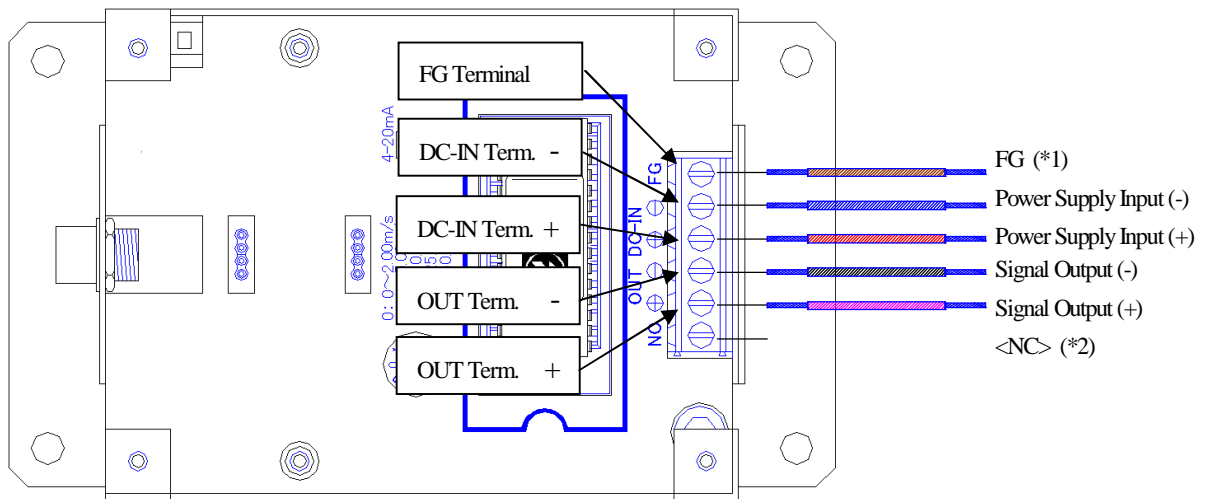 FG Terminal
DC-IN Term. -
DC-IN Term. +
OUT Term. -
OUT Term. +
4-20mA
0: 0~2.00m/s
FG
DC-IN
OUT
NC
FG (*1)
Power Supply Input (-)
Power Supply Input (+)
Signal Output (-)
Signal Output (+)
<NC> (*2)